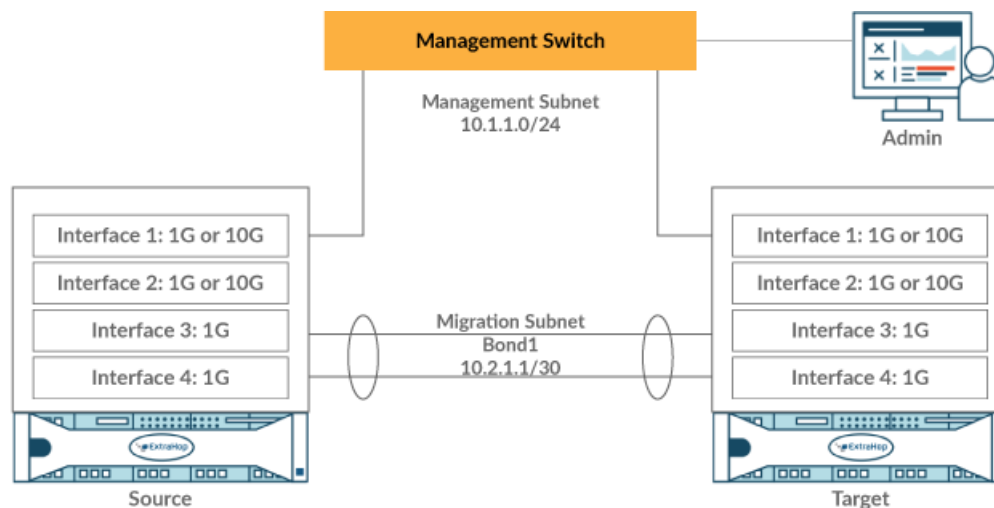 Management Switch
Management Subnet
10.1.1.0/24
Admin
Interface 1: 1G or 10G
Interface 2: 1G or 10G
Interface 3: 1G
Interface 4: 1G
Migration Subnet
Bond1
10.2.1.1/30
Interface 1: 1G or 10G
Interface 2: 1G or 10G
Interface 3: 1G
Interface 4: 1G
ExtraHop
ExtraHop
Source
Target